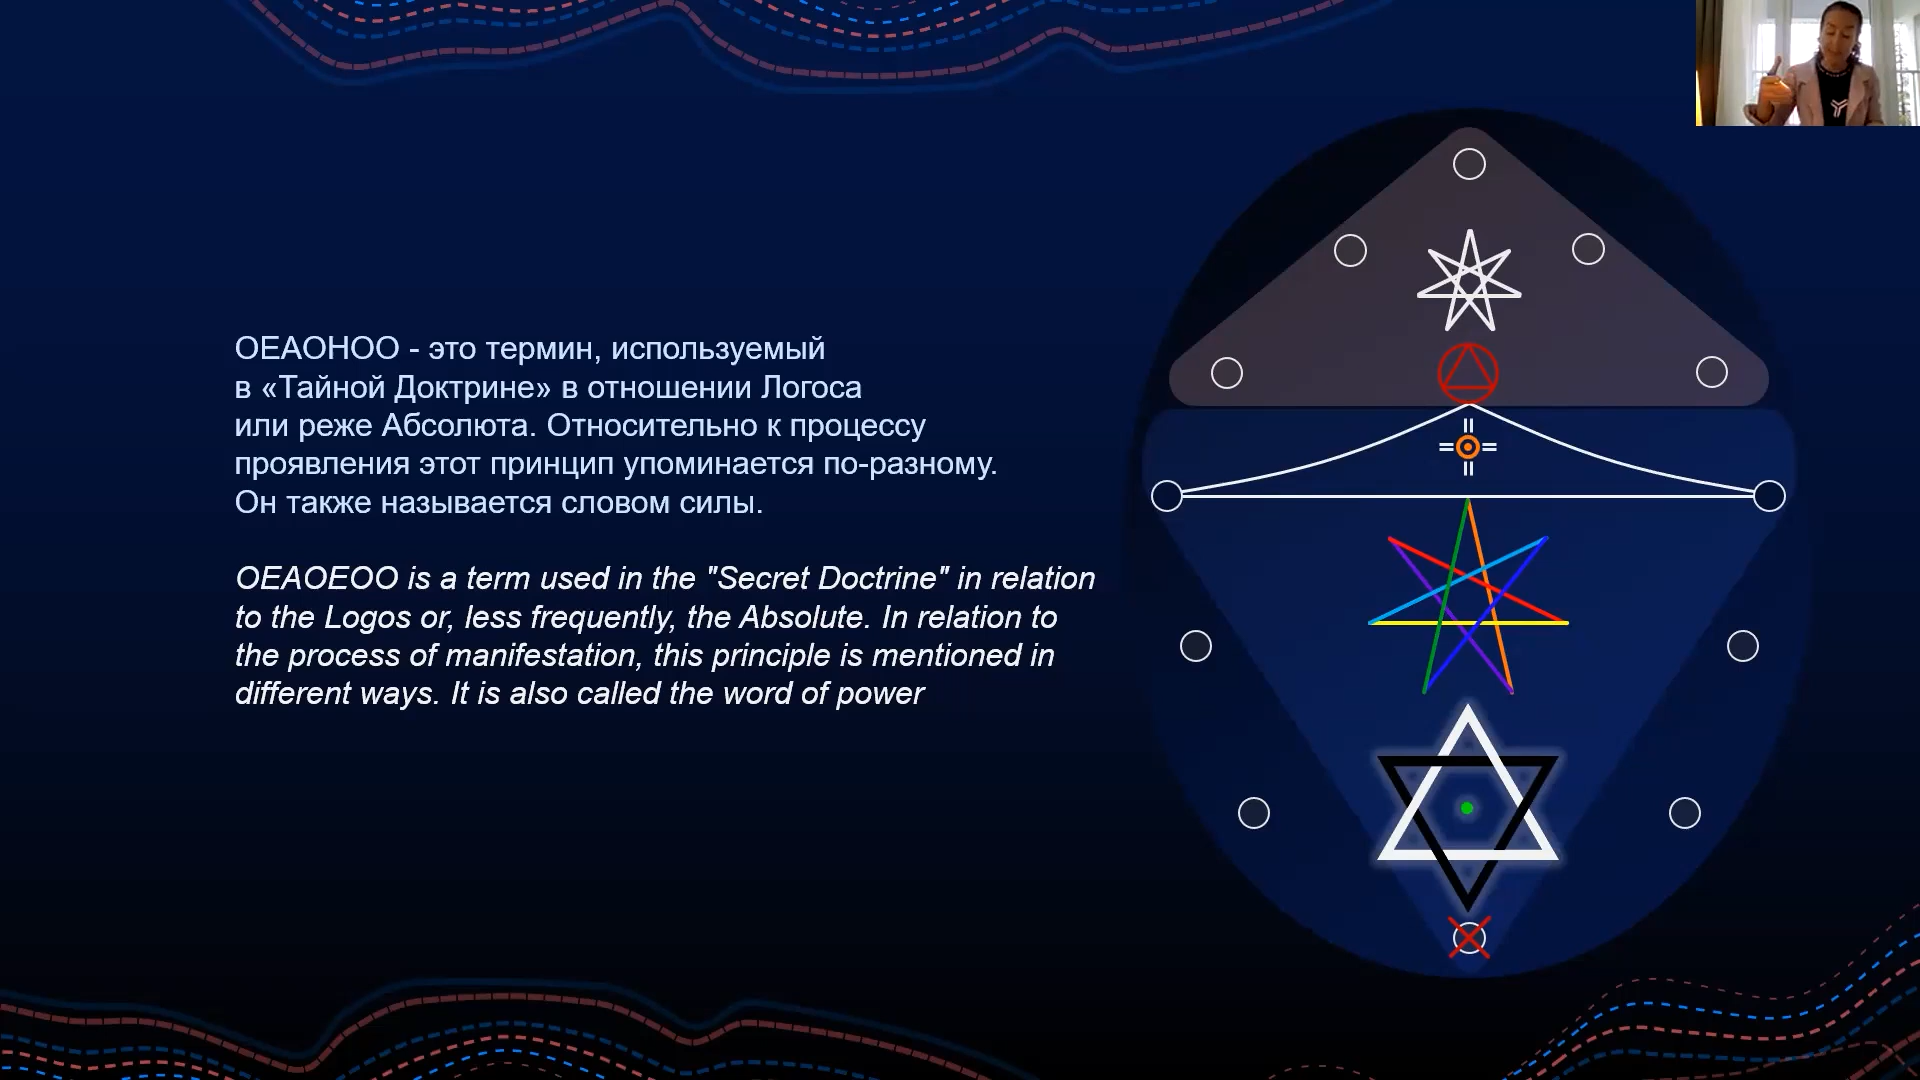 ОЕАОНОО - это термин, используемый
в «Тайной Доктрине» в отношении Логоса
или реже Абсолюта. Относительно к процессу
проявления этот принцип упоминается по-разному.
Он также называется словом силы.
OEAOEOO is a term used in the "Secret Doctrine" in relation
to the Logos or, less frequently, the Absolute. In relation to
the process of manifestation, this principle is mentioned in
different ways. It is also called the word of power